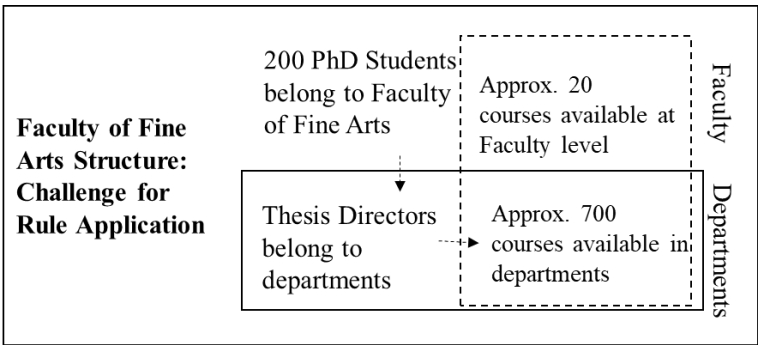 Faculty of Fine
Arts Structure:
Challenge for
Rule Application
200 PhD Students
belong to Faculty
of Fine Arts
Approx. 20
courses available at
Faculty level
Faculty
Thesis Directors
belong to
departments
Approx. 700
courses available in
departments
Departments